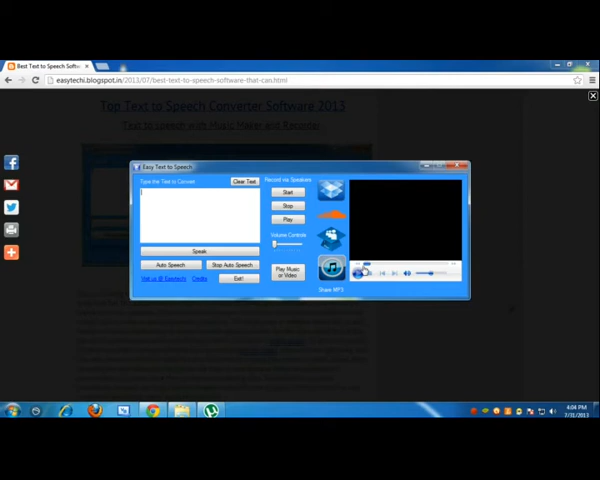 Best Text to Speech Softw
easytechi.blogspot.in/2013/07/best-text-to-speech-software-that-can.html
Top Text to Speech Converter Software 2013
Text to speech with Music Maker and Recorder
Easy Text to Speech
Type the Text to Convert
Clear Text
Record via Speakers
Start
Stop
Play
Volume Controls
Speak
Auto Speech
Stop Auto Speech
Visit us @ Easytechi
Credits
Exit!
Play Music
or Video
Share MP3
4:04 PM
7/31/2013